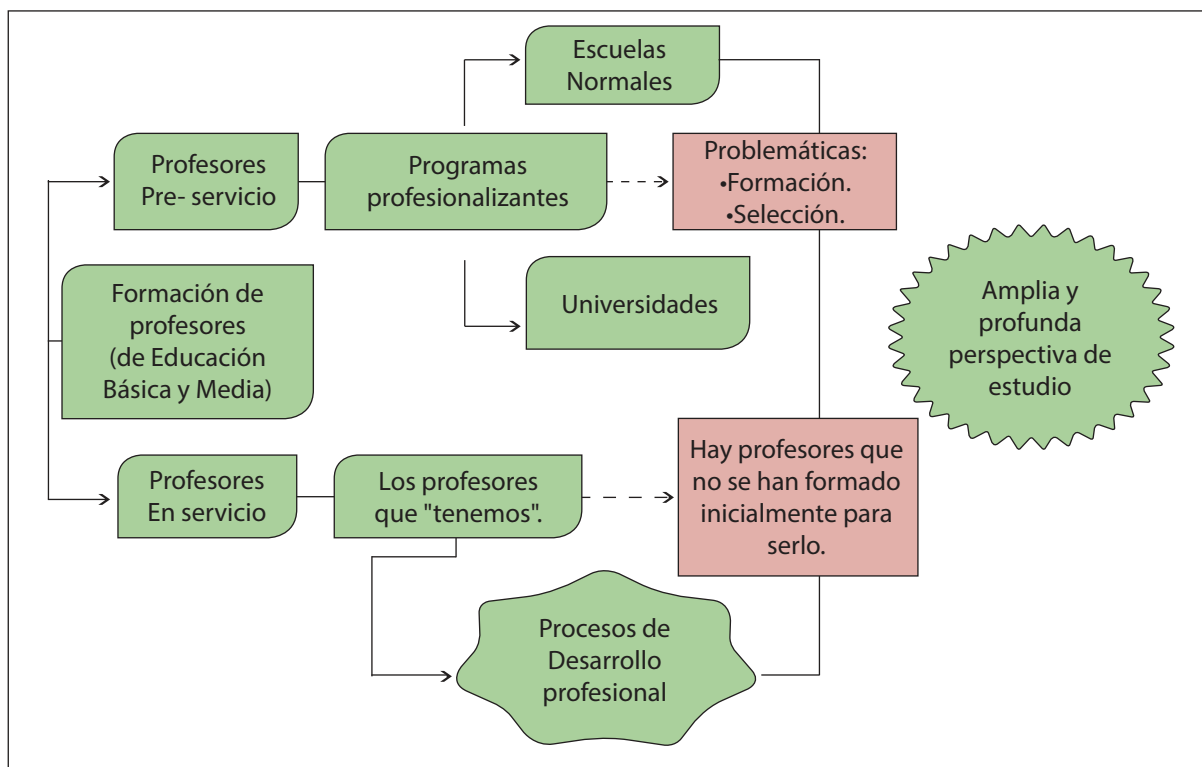 Escuelas
Normales
Profesores
Pre- servicio
Programas
profesionalizantes
Problemáticas:
•Formación.
•Selección.
Formación de
profesores
(de Educación
Básica y Media)
Universidades
Amplia y
profunda
perspectiva de
estudio
Profesores
En servicio
Los profesores
que "tenemos".
Hay profesores que
no se han formado
inicialmente para
serlo.
Procesos de
Desarrollo
profesional